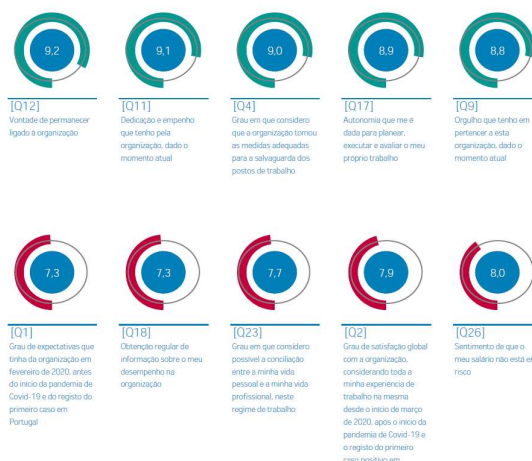 9,2
9,1
9,0
8,9
8,8
[Q12]
Vontade de permanecer
ligado à organização
[Q11]
Dedicação e empenho
que tenho pela
organização, dado o
momento atual
[Q4]
Grau em que considero
que a organização tomou
as medidas adequadas
para a salvaguarda dos
postos de trabalho
[Q17]
Autonomia que me é
dada para planear,
executar e avaliar o meu
próprio trabalho
[Q9]
Orgulho que tenho em
pertencer a esta
organização, dado o
momento atual
7,3
7,3
7,7
7,9
8,0
[Q1]
Grau de expectativas que
tinha da organização em
fevereiro de 2020, antes
do início da pandemia de
Covid-19 e do registo do
primeiro caso em
Portugal
[Q18]
Obtenção regular de
informação sobre o meu
desempenho na
organização
[Q23]
Grau em que considero
possível a conciliação
entre a minha vida
pessoal e a minha vida
profissional, neste
regime de trabalho
[Q2]
Grau de satisfação global
com a organização,
considerando toda a
minha experiência de
trabalho na mesma
desde o início de março
de 2020, após o início da
pandemia de Covid-19 e
o registo do primeiro
caso positivo em
[Q26]
Sentimento de que o
meu salário não está em
risco